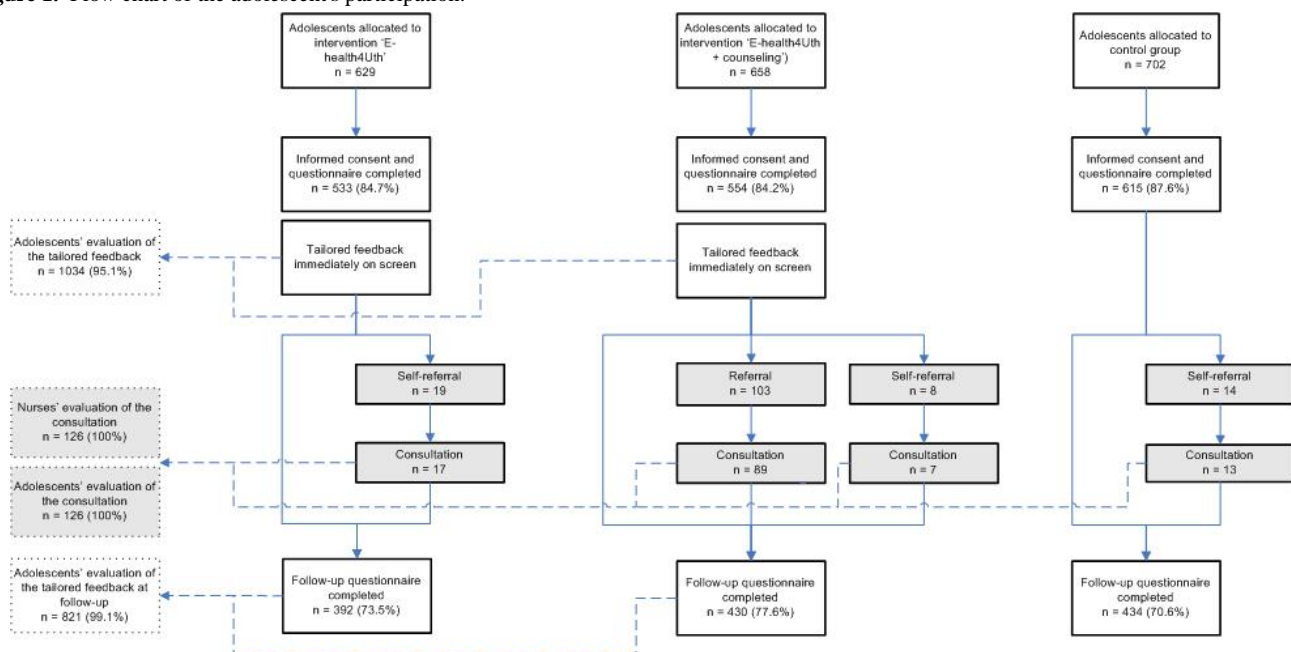 Figure 1. Flow chart of the adolescent's participation.
Adolescents allocated to
intervention 'E-
health4Uth'
n = 629
Adolescents allocated to
intervention 'E-health4Uth
+ counseling')
n = 658
Adolescents allocated to
control group
n = 702
Informed consent and
questionnaire completed
n = 533 (84.7%)
Informed consent and
questionnaire completed
n = 554 (84.2%)
Informed consent and
questionnaire completed
n = 615 (87.6%)
Adolescents' evaluation of
the tailored feedback
n = 1034 (95.1%)
Tailored feedback
immediately on screen
Tailored feedback
immediately on screen
Self-referral
n = 19
Referral
n = 103
Self-referral
n = 8
Self-referral
n = 14
Nurses' evaluation of the
consultation
n = 126 (100%)
Consultation
n = 17
Consultation
n = 89
Consultation
n = 7
Consultation
n = 13
Adolescents' evaluation of
the consultation
n = 126 (100%)
Adolescents' evaluation of
the tailored feedback at
follow-up
n = 821 (99.1%)
Follow-up questionnaire
completed
n = 392 (73.5%)
Follow-up questionnaire
completed
n = 430 (77.6%)
Follow-up questionnaire
completed
n = 434 (70.6%)